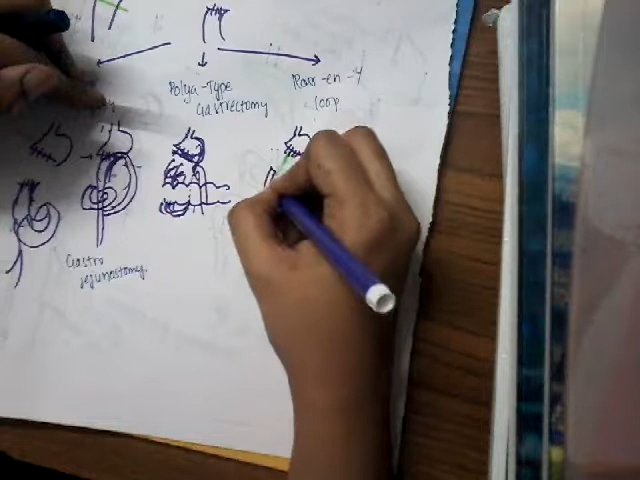 Polya-Type
Gastrectomy
Roux-en-Y
loop
Gastro
jejunostomy.